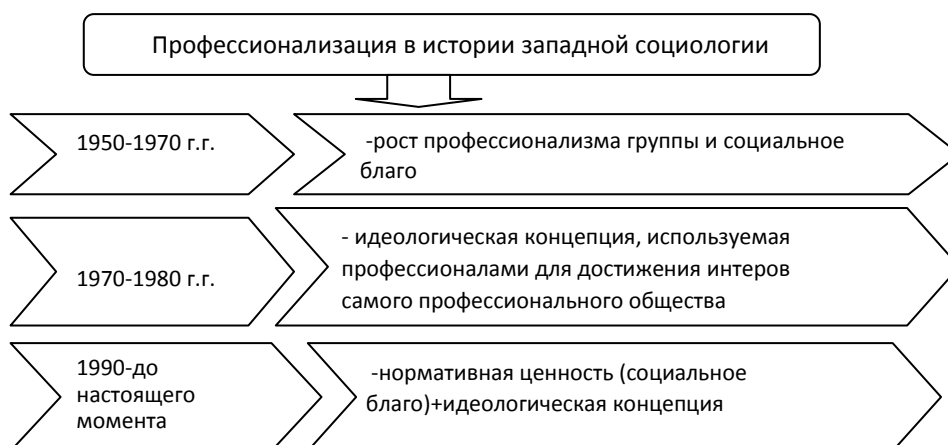 Профессионализация в истории западной социологии
1950-1970 г.г.
-рост профессионализма группы и социальное
благо
1970-1980 г.г.
- идеологическая концепция, используемая
профессионалами для достижения интеров
самого профессионального общества
1990-до
настоящего
момента
-нормативная ценность (социальное
благо)+идеологическая концепция